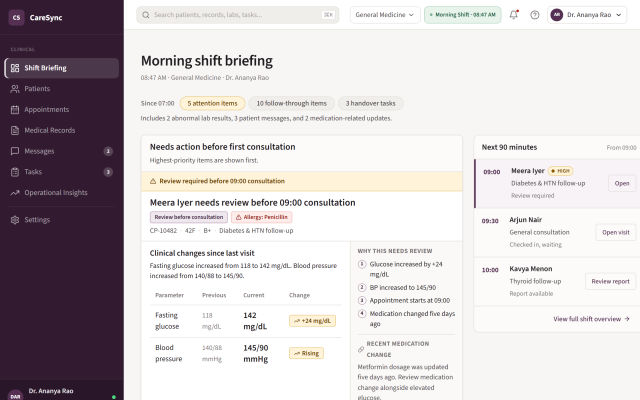 CS CareSync
Search patients, records, labs, tasks...
General Medicine
Morning Shift · 08:47 AM
AR Dr. Ananya Rao
CLINICAL
Shift Briefing
Patients
Appointments
Medical Records
Messages 3
Tasks 3
Operational Insights
Settings
DAR Dr. Ananya Rao
Morning shift briefing
08:47 AM · General Medicine · Dr. Ananya Rao
Since 07:00 5 attention items 10 follow-through items 3 handover tasks
Includes 2 abnormal lab results, 3 patient messages, and 2 medication-related updates.
Needs action before first consultation
Highest-priority items are shown first.
Review required before 09:00 consultation
Meera Iyer needs review before 09:00 consultation
Review before consultation Allergy: Penicillin
CP-10482 · 42F · B+ · Diabetes & HTN follow-up
Clinical changes since last visit
Fasting glucose increased from 118 to 142 mg/dL. Blood pressure
increased from 140/88 to 145/90.
Parameter Previous Current Change
Fasting glucose 118 mg/dL 142 mg/dL +24 mg/dL
Blood pressure 140/88 mmHg 145/90 mmHg Rising
WHY THIS NEEDS REVIEW
1 Glucose increased by +24
mg/dL
2 BP increased to 145/90
3 Appointment starts at 09:00
4 Medication changed five days
ago
RECENT MEDICATION
CHANGE
Metformin dosage was updated
five days ago. Review medication
change alongside elevated
glucose.
Next 90 minutes From 09:00
09:00 Meera Iyer HIGH
Diabetes & HTN follow-up
Review required
Open
09:30 Arjun Nair
General consultation
Checked in, waiting
Open visit
10:00 Kavya Menon
Thyroid follow-up
Report available
Review report
View full shift overview →